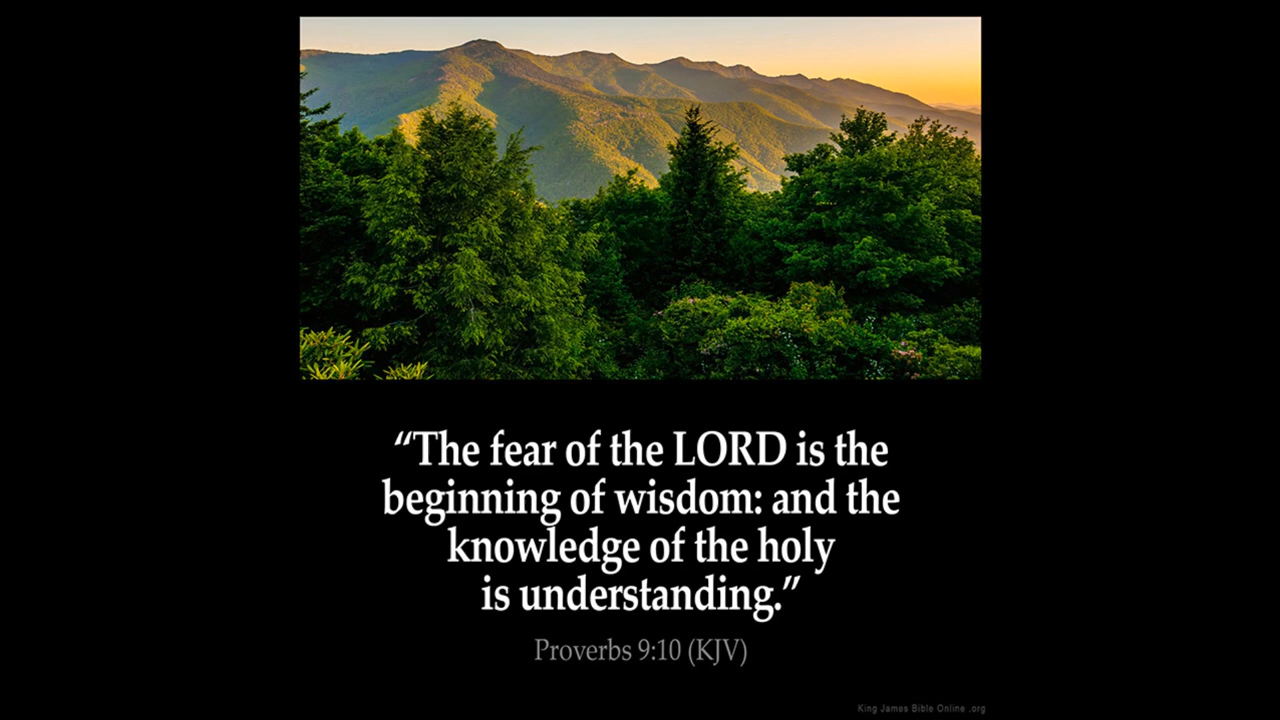 “The fear of the LORD is the
beginning of wisdom: and the
knowledge of the holy
is understanding.”
Proverbs 9:10 (KJV)
King James Bible Online .org